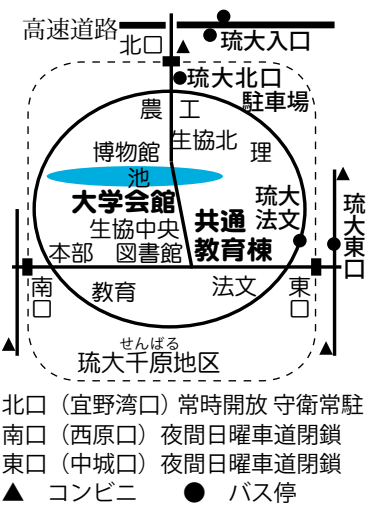 高速道路
北口 ▲
琉大入口
●琉大北口
駐車場
農 工
博物館
生協北
理
池
大学会館
共通
教育棟
琉大
法文
生協中央
本部 図書館
琉大東口
南口
教育
法文
東口
せんばる
琉大千原地区
北口（宜野湾口）常時開放 守衛常駐
南口（西原口）夜間日曜車道閉鎖
東口（中城口）夜間日曜車道閉鎖
▲ コンビニ ● バス停